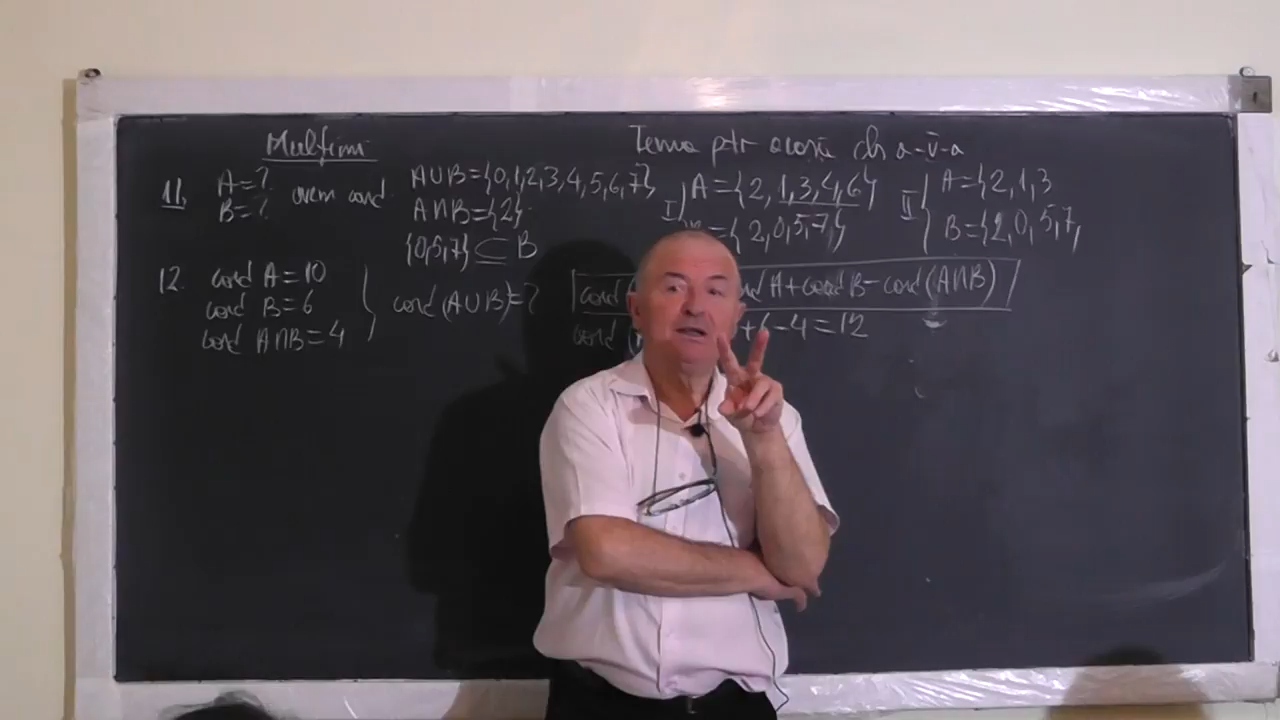 Mulțimi
Tema ptr acasă cls a-V-a
11. A=?
B=?
avem cond.
A∪B={0,1,2,3,4,5,6,7}
A∩B={2}
{0,5,7}⊂B
I) A={2,1,3,4,6}
={2,0,5,7,}
II) A={2,1,3
B={2,0,5,7,
12. card A=10
card B=6
card A∩B=4
card (A∪B)=?
card A+card B-card(A∩B)
card +6-4=12